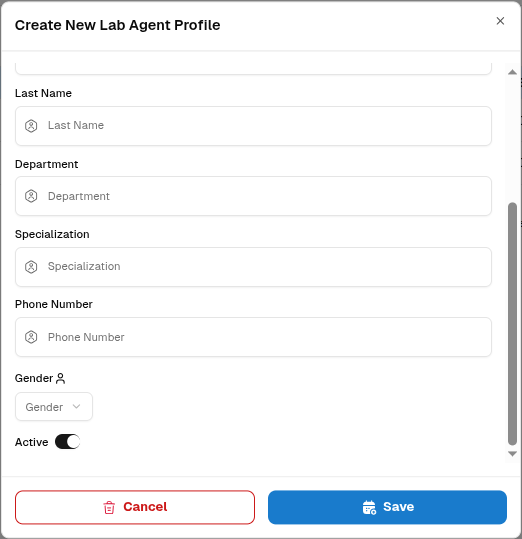 Create New Lab Agent Profile
Last Name
Last Name
Department
Department
Specialization
Specialization
Phone Number
Phone Number
Gender
Gender
Active
Cancel
Save